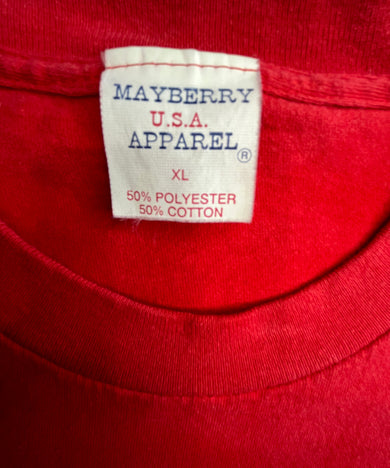 MAYBERRY
U.S.A.
APPAREL®
XL
50% POLYESTER
50% COTTON